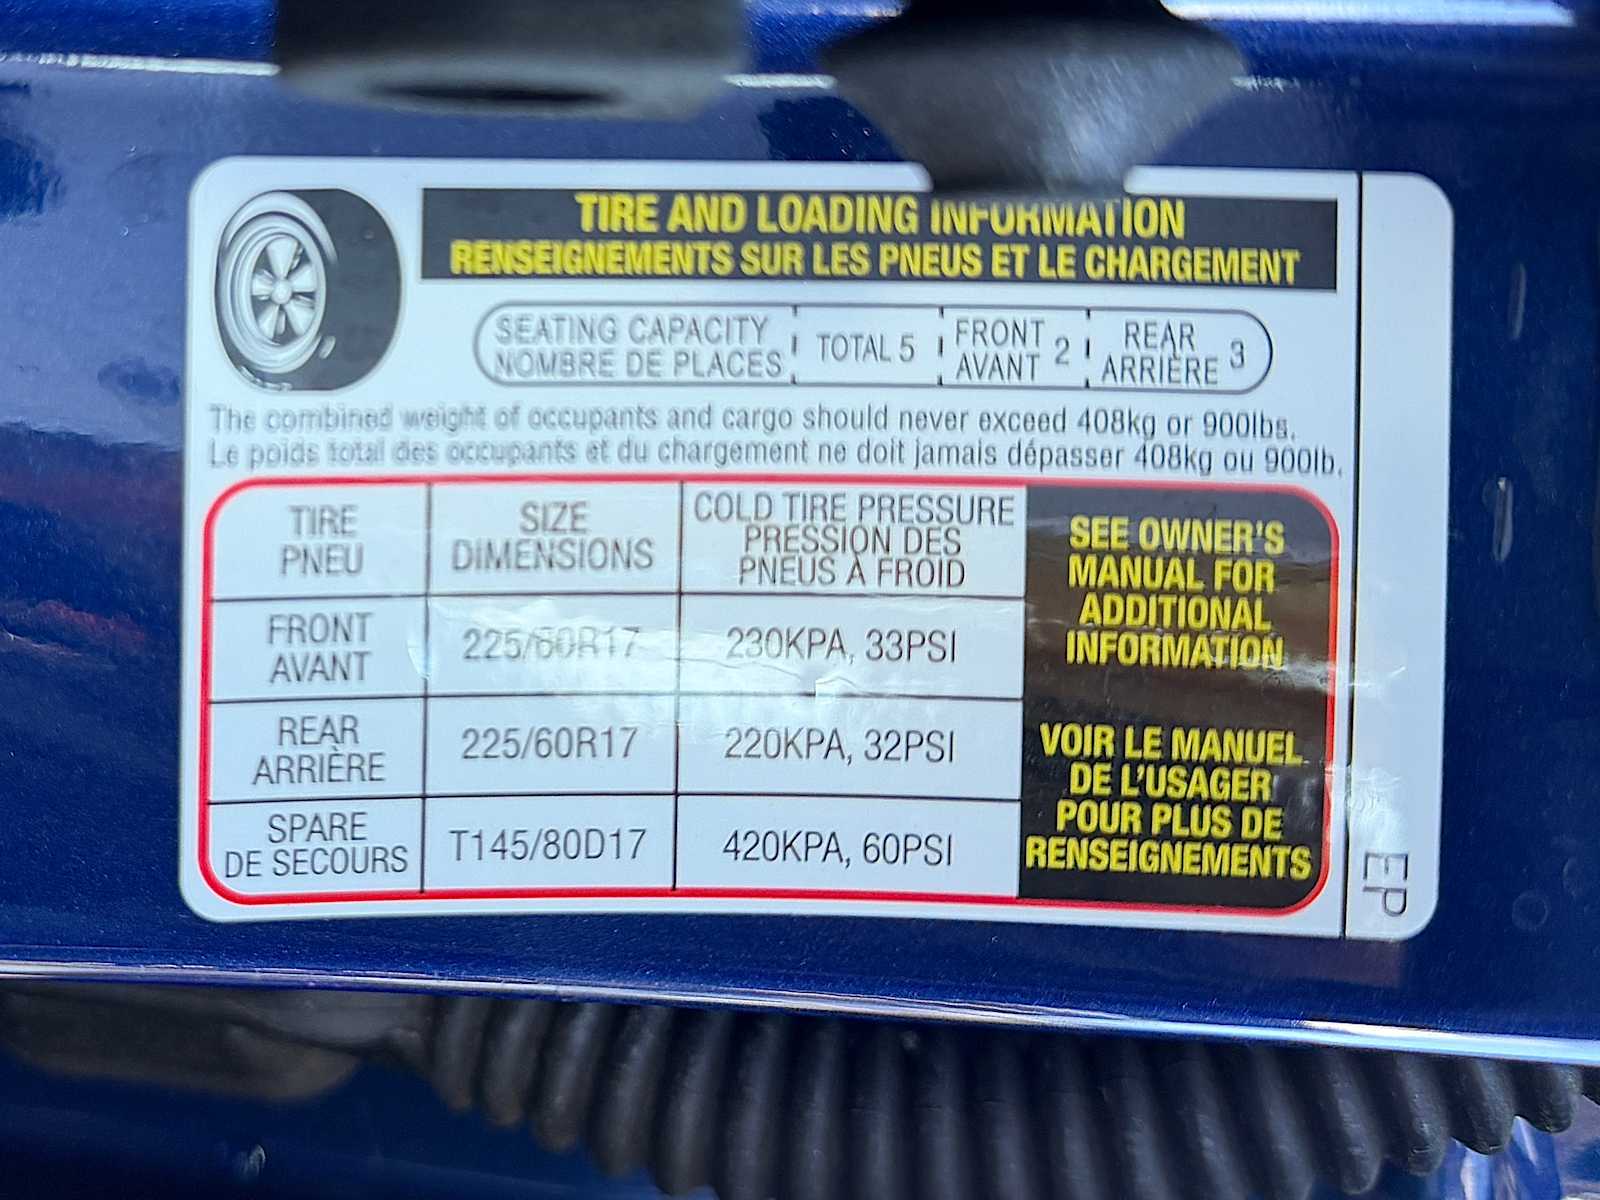 TIRE AND LOADING INFORMATION
RENSEIGNEMENTS SUR LES PNEUS ET LE CHARGEMENT
SEATING CAPACITY
NOMBRE DE PLACES
TOTAL 5
FRONT
AVANT 2
REAR
ARRIÈRE 3
The combined weight of occupants and cargo should never exceed 408kg or 900lbs.
Le poids total des occupants et du chargement ne doit jamais dépasser 408kg ou 900lb.
TIRE
PNEU
SIZE
DIMENSIONS
COLD TIRE PRESSURE
PRESSION DES
PNEUS À FROID
FRONT
AVANT
225/60R17
230KPA, 33PSI
REAR
ARRIÈRE
225/60R17
220KPA, 32PSI
SPARE
DE SECOURS
T145/80D17
420KPA, 60PSI
SEE OWNER'S
MANUAL FOR
ADDITIONAL
INFORMATION
VOIR LE MANUEL
DE L'USAGER
POUR PLUS DE
RENSEIGNEMENTS
EP